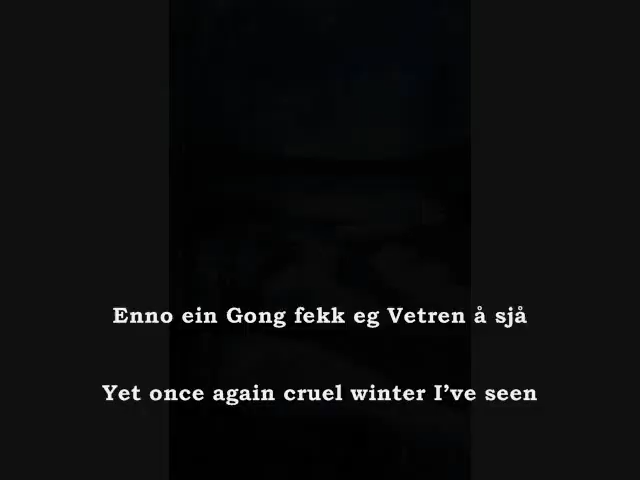 Enno ein Gong fekk eg Vetren å sjå
Yet once again cruel winter I’ve seen